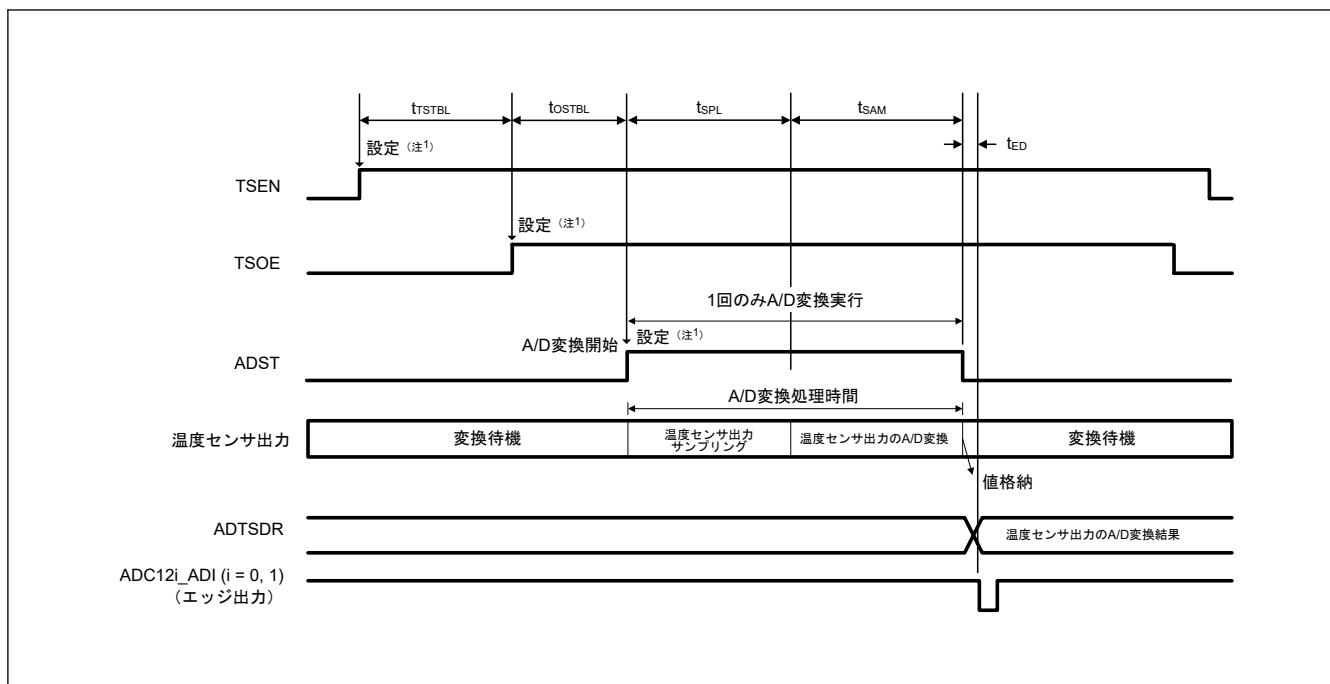 tTSTBL
tOSTBL
tSPL
tSAM
tED
設定（注1）
TSEN
設定（注1）
TSOE
1回のみA/D変換実行
A/D変換開始
設定（注1）
ADST
A/D変換処理時間
温度センサ出力
変換待機
温度センサ出力
サンプリング
温度センサ出力のA/D変換
変換待機
値格納
ADTSDR
温度センサ出力のA/D変換結果
ADC12i_ADI (i = 0, 1)
（エッジ出力）